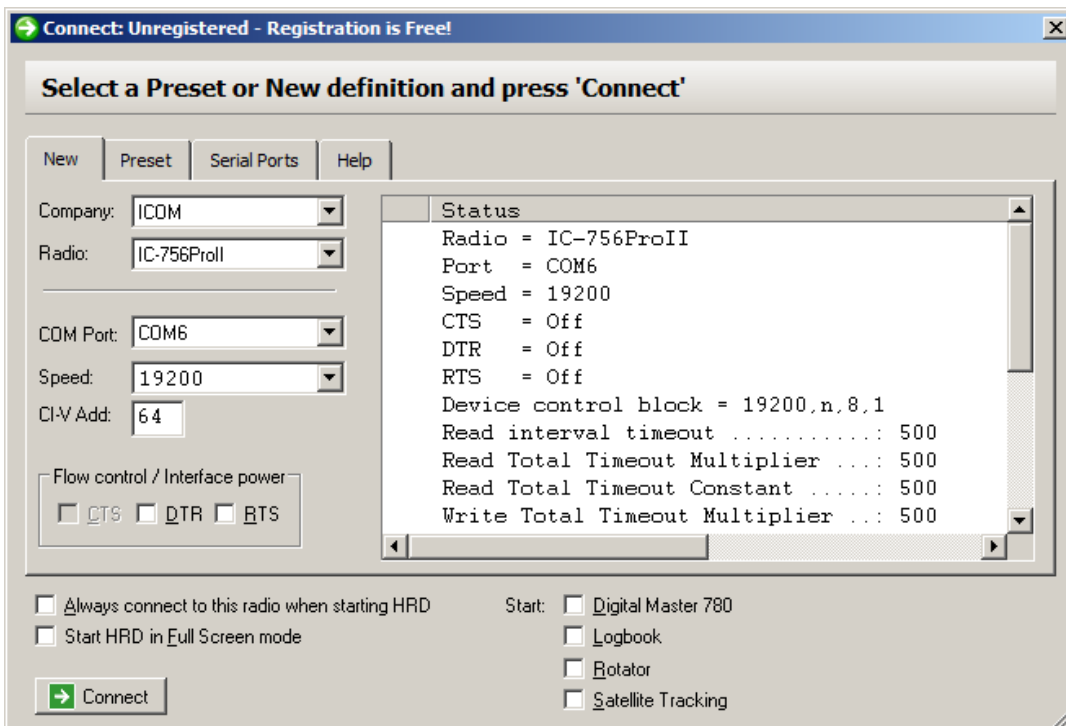 Connect: Unregistered - Registration is Free!
Select a Preset or New definition and press 'Connect'
New Preset Serial Ports Help
Company: ICOM
Radio: IC-756ProII
COM Port: COM6
Speed: 19200
CI-V Add: 64
Flow control / Interface power
CTS DTR RTS
Status
Radio = IC-756ProII
Port = COM6
Speed = 19200
CTS = Off
DTR = Off
RTS = Off
Device control block = 19200,n,8,1
Read interval timeout ...........: 500
Read Total Timeout Multiplier ...: 500
Read Total Timeout Constant .....: 500
Write Total Timeout Multiplier ..: 500
Always connect to this radio when starting HRD
Start HRD in Full Screen mode
Start: Digital Master 780
Logbook
Rotator
Satellite Tracking
Connect